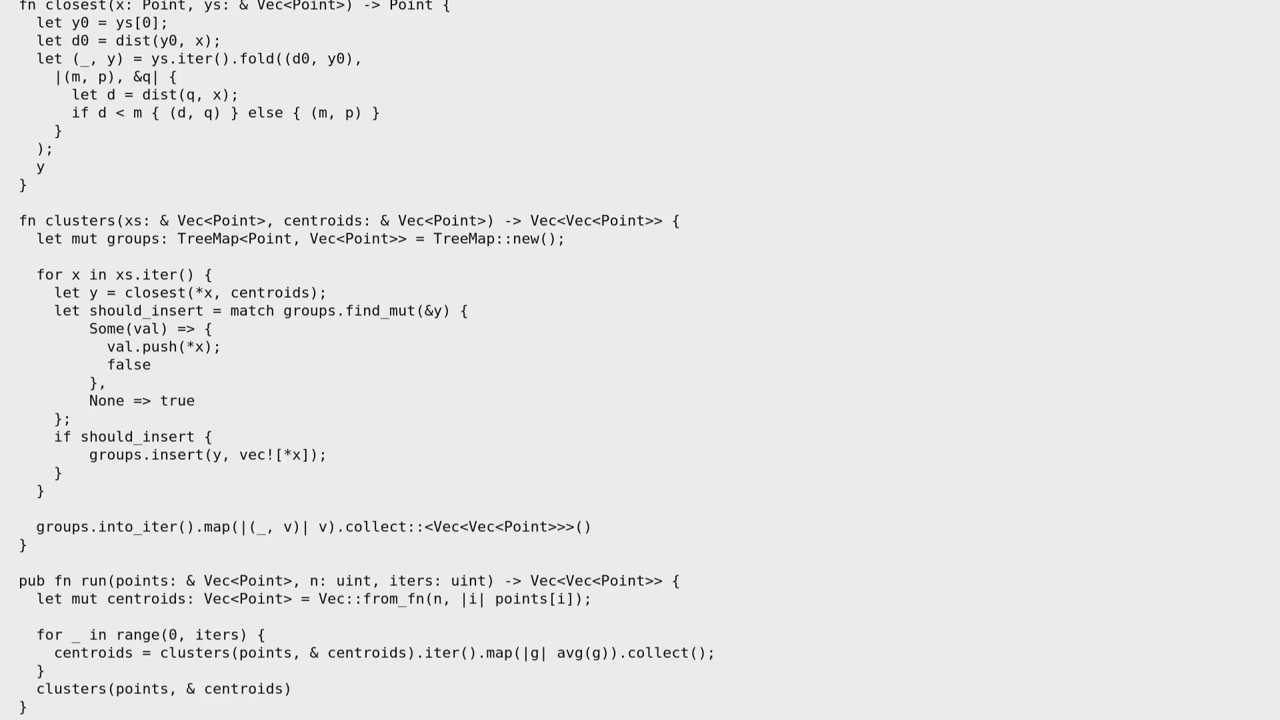 fn closest(x: Point, ys: & Vec<Point>) -> Point {
  let y0 = ys[0];
  let d0 = dist(y0, x);
  let (_, y) = ys.iter().fold((d0, y0),
    |(m, p), &q| {
      let d = dist(q, x);
      if d < m { (d, q) } else { (m, p) }
    }
  );
  y
}

fn clusters(xs: & Vec<Point>, centroids: & Vec<Point>) -> Vec<Vec<Point>> {
  let mut groups: TreeMap<Point, Vec<Point>> = TreeMap::new();

  for x in xs.iter() {
    let y = closest(*x, centroids);
    let should_insert = match groups.find_mut(&y) {
        Some(val) => {
          val.push(*x);
          false
        },
        None => true
    };
    if should_insert {
        groups.insert(y, vec![*x]);
    }
  }

  groups.into_iter().map(|(_, v)| v).collect::<Vec<Vec<Point>>>()
}

pub fn run(points: & Vec<Point>, n: uint, iters: uint) -> Vec<Vec<Point>> {
  let mut centroids: Vec<Point> = Vec::from_fn(n, |i| points[i]);

  for _ in range(0, iters) {
    centroids = clusters(points, & centroids).iter().map(|g| avg(g)).collect();
  }
  clusters(points, & centroids)
}